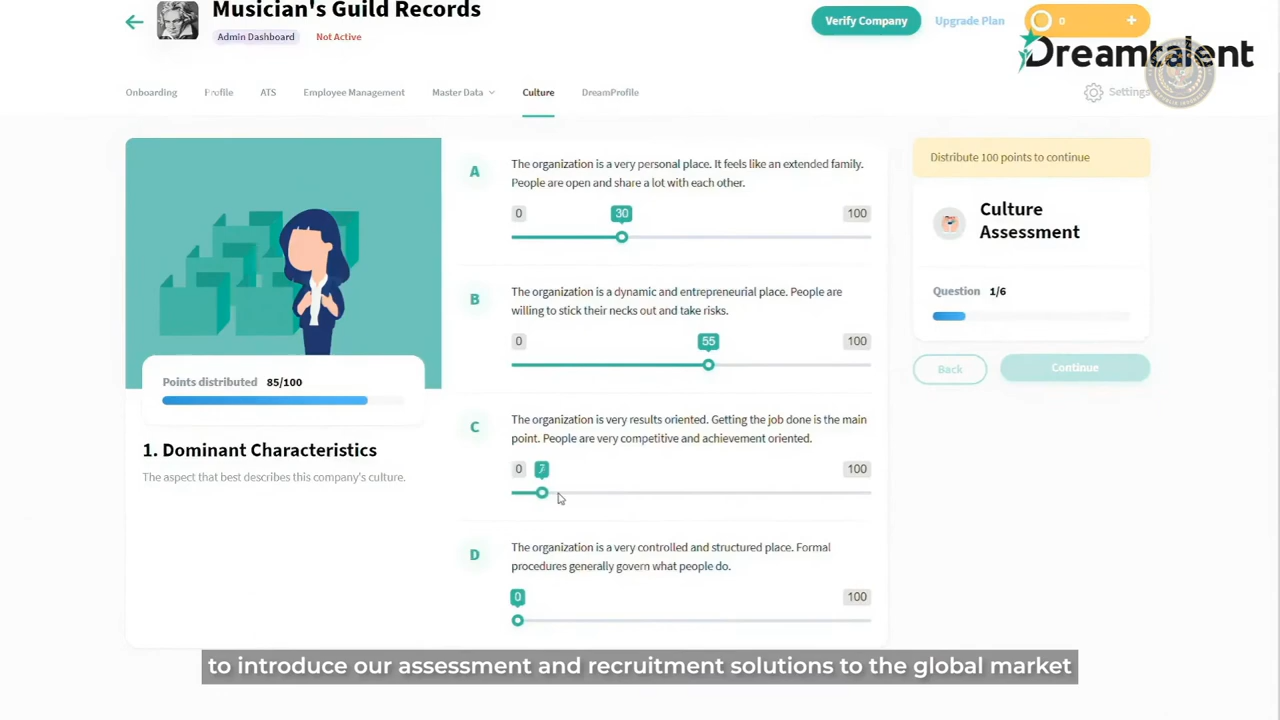 Musician's Guild Records
Admin Dashboard
Not Active
Verify Company
Upgrade Plan
0
+
Dreamtalent
Onboarding
Profile
ATS
Employee Management
Master Data
Culture
DreamProfile
Settings
Points distributed 85/100
1. Dominant Characteristics
The aspect that best describes this company's culture.
A
The organization is a very personal place. It feels like an extended family.
People are open and share a lot with each other.
0
30
100
B
The organization is a dynamic and entrepreneurial place. People are
willing to stick their necks out and take risks.
0
55
100
C
The organization is very results oriented. Getting the job done is the main
point. People are very competitive and achievement oriented.
0
7
100
D
The organization is a very controlled and structured place. Formal
procedures generally govern what people do.
0
100
Distribute 100 points to continue
Culture
Assessment
Question 1/6
Back
Continue
to introduce our assessment and recruitment solutions to the global market